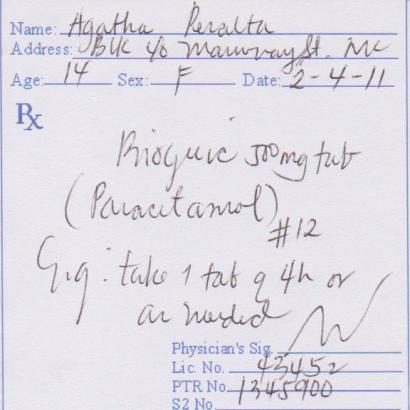 Name: Agatha Peralta
Address: Blk 40 St. MC
Age: 14 Sex: F Date: 2-4-11
Rx
Biogesic 500mg tab
(Paracetamol)
#12
Sig: take 1 tab q 4h or
as needed
Physician's Sig
Lic. No. 43452
PTR No. 1345900
S2 No.